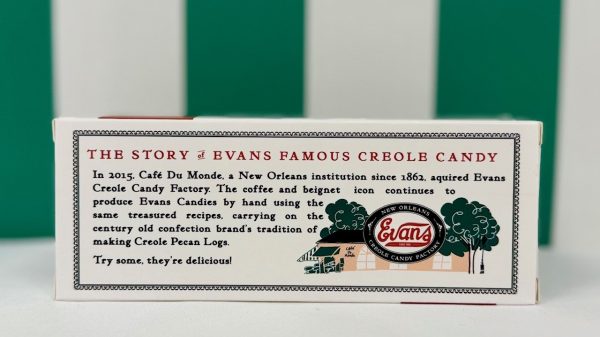 THE STORY of EVANS FAMOUS CREOLE CANDY
In 2015, Café Du Monde, a New Orleans institution since 1862, aquired Evans
Creole Candy Factory. The coffee and beignet icon continues to
produce Evans Candies by hand using the
same treasured recipes, carrying on the
century old confection brand's tradition of
making Creole Pecan Logs.
Try some, they're delicious!
NEW ORLEANS
Evans
CREOLE CANDY FACTORY